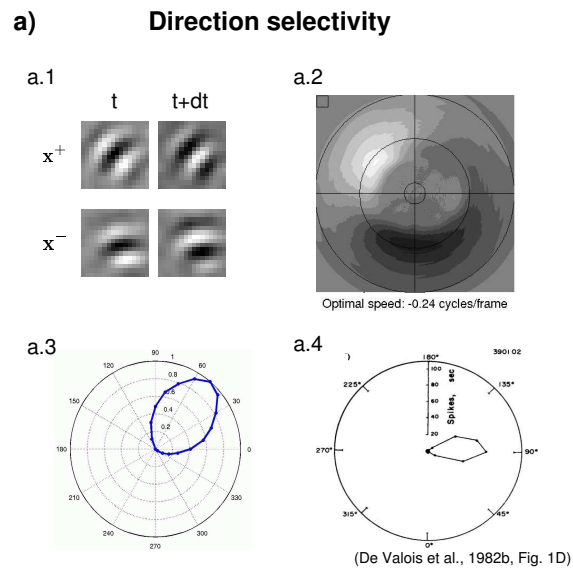 a) Direction selectivity
a.1
t t+dt
x+
x−
a.2
Optimal speed: -0.24 cycles/frame
a.3
90 1
120 60
0.8
0.6
150 30
0.4
0.2
180 0
210 330
240 300
270
a.4
) 180° 3901 02
100
80
60
40
20
Spikes, sec
225° 135°
270° 90°
315° 45°
0°
(De Valois et al., 1982b, Fig. 1D)